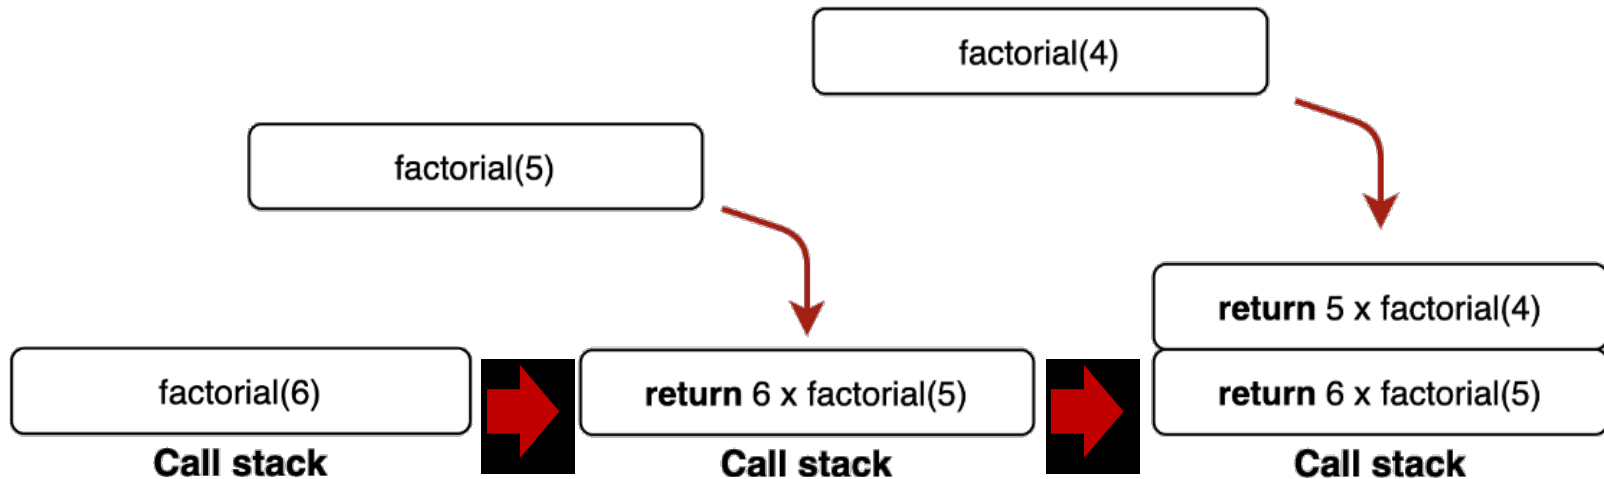 factorial(4)
factorial(5)
return 5 x factorial(4)
factorial(6)
return 6 x factorial(5)
return 6 x factorial(5)
Call stack
Call stack
Call stack